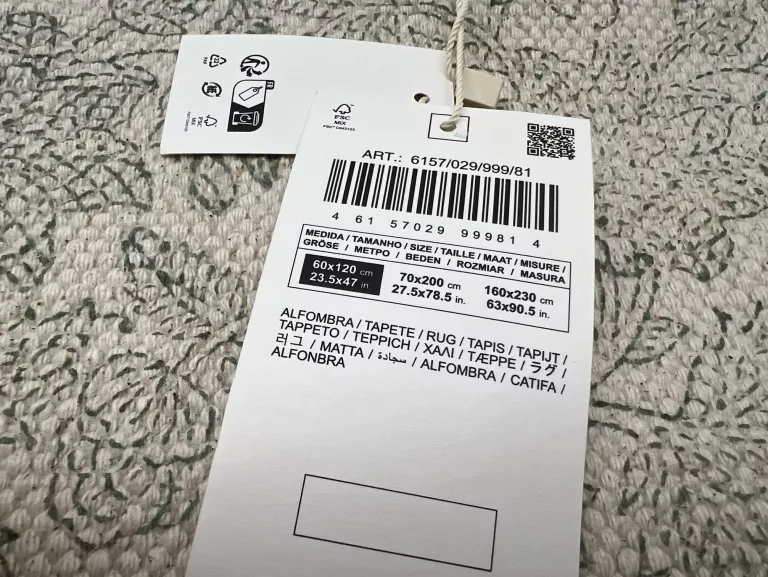 FSC
MIX
ART.: 6157/029/999/81
4 61 57029 99981 4
MEDIDA / TAMANHO / SIZE / TAILLE / MAAT / MISURE /
GRÖSE / METPO / BEDEN / ROZMIAR / MASURA
60x120 cm
23.5x47 in.
70x200 cm
27.5x78.5 in.
160x230 cm
63x90.5 in.
ALFOMBRA / TAPETE / RUG / TAPIS / TAPIJT /
TAPPETO / TEPPICH / ΧΑΛΙ / TÆPPE / ラグ /
러그 / MATTA / سجادة / ALFOMBRA / CATIFA /
ALFONBRA